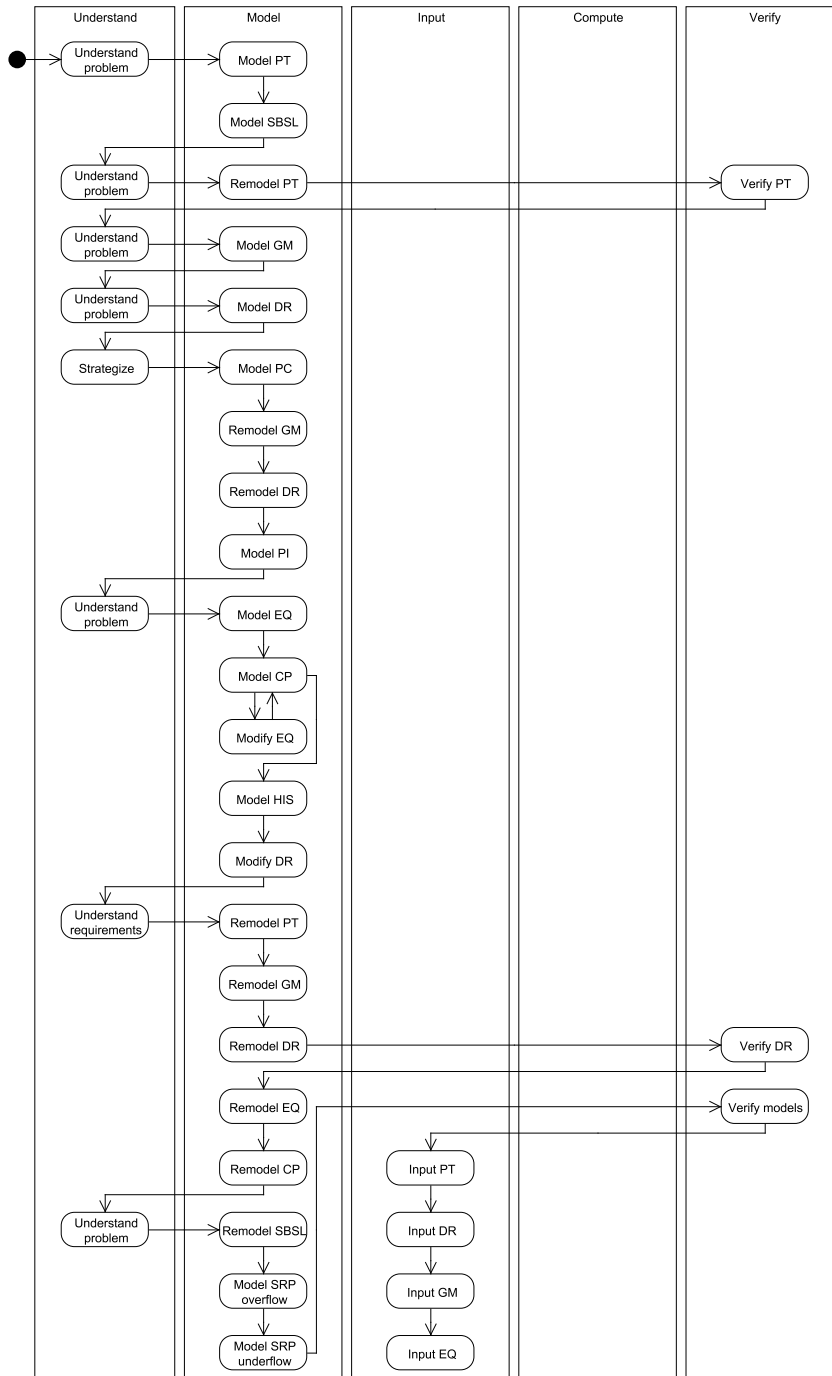 Understand Model Input Compute Verify
Understand
problem
Model PT
Model SBSL
Understand
problem
Remodel PT
Verify PT
Understand
problem
Model GM
Understand
problem
Model DR
Strategize
Model PC
Remodel GM
Remodel DR
Model PI
Understand
problem
Model EQ
Model CP
Modify EQ
Model HIS
Modify DR
Understand
requirements
Remodel PT
Remodel GM
Remodel DR
Verify DR
Remodel EQ
Verify models
Remodel CP
Input PT
Understand
problem
Remodel SBSL
Input DR
Model SRP
overflow
Input GM
Model SRP
underflow
Input EQ